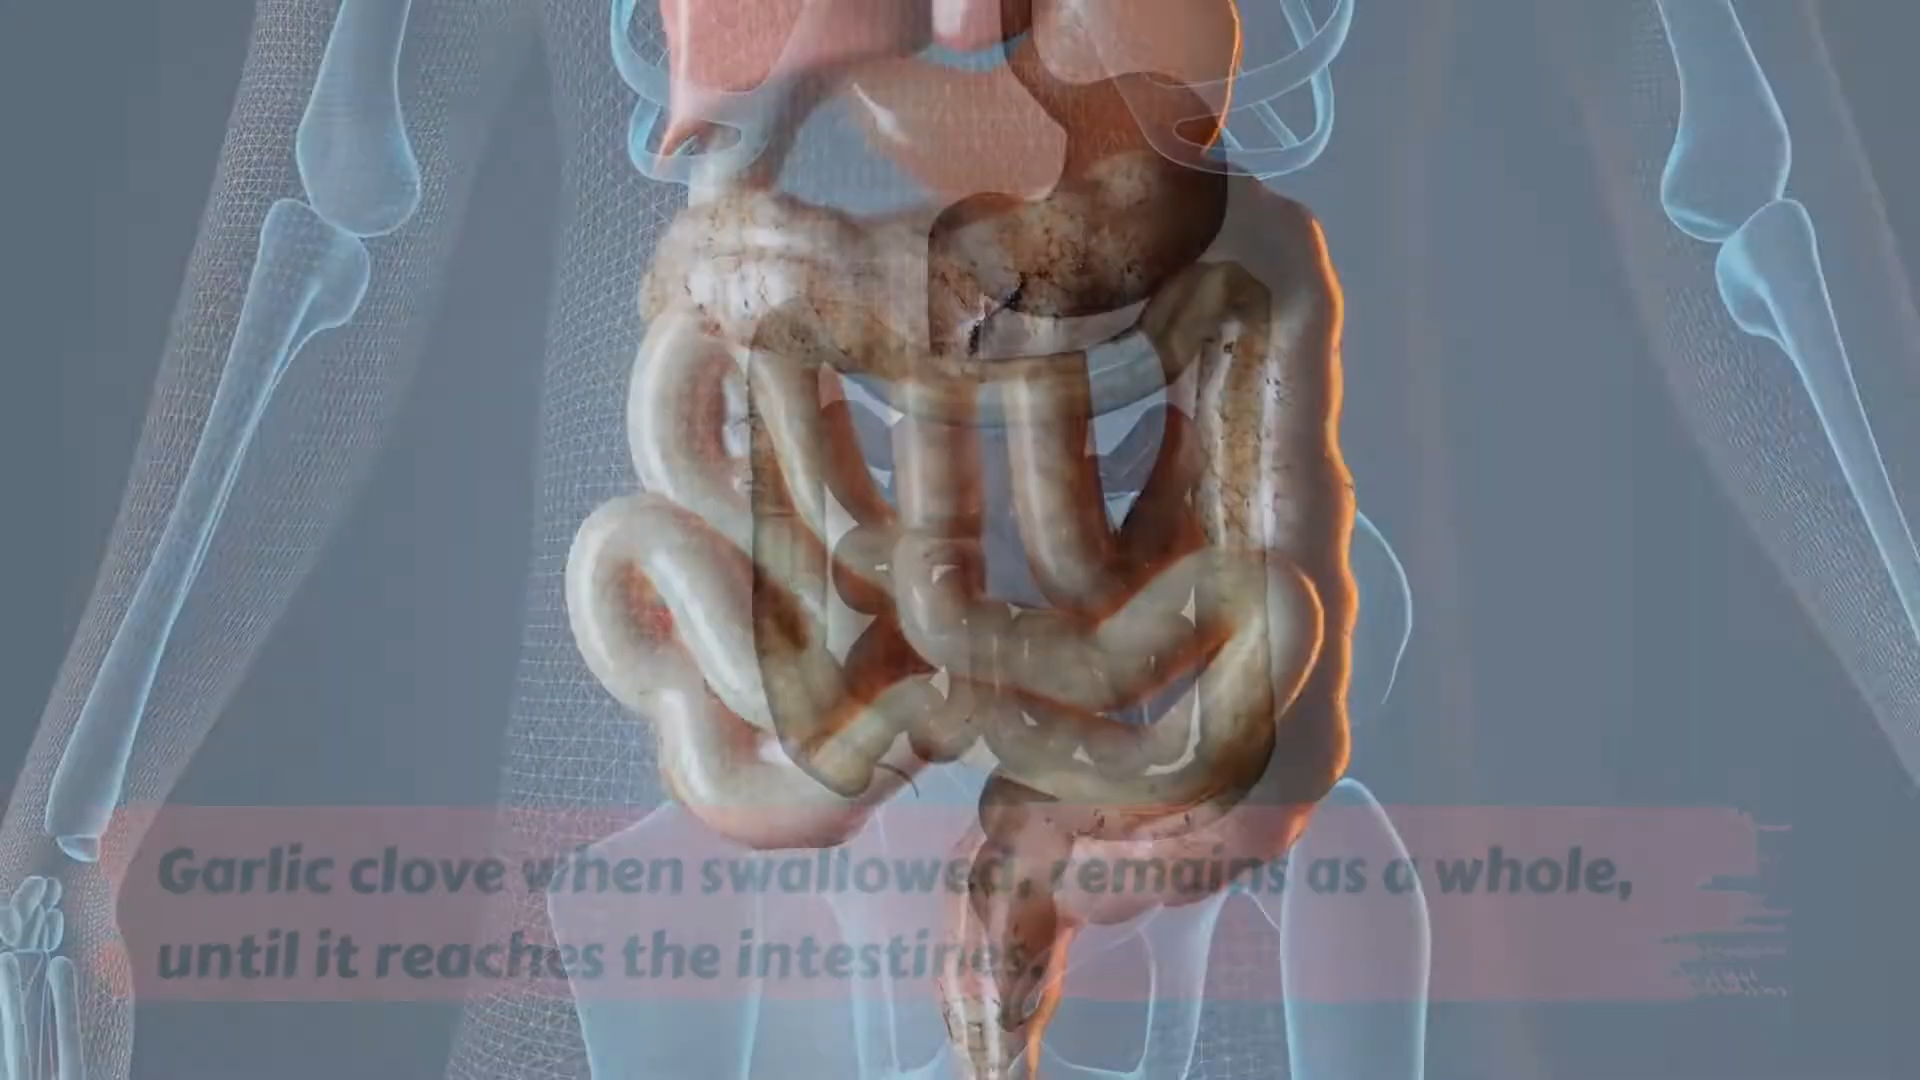 Garlic clove when swallowed, remains as a whole,
until it reaches the intestines.